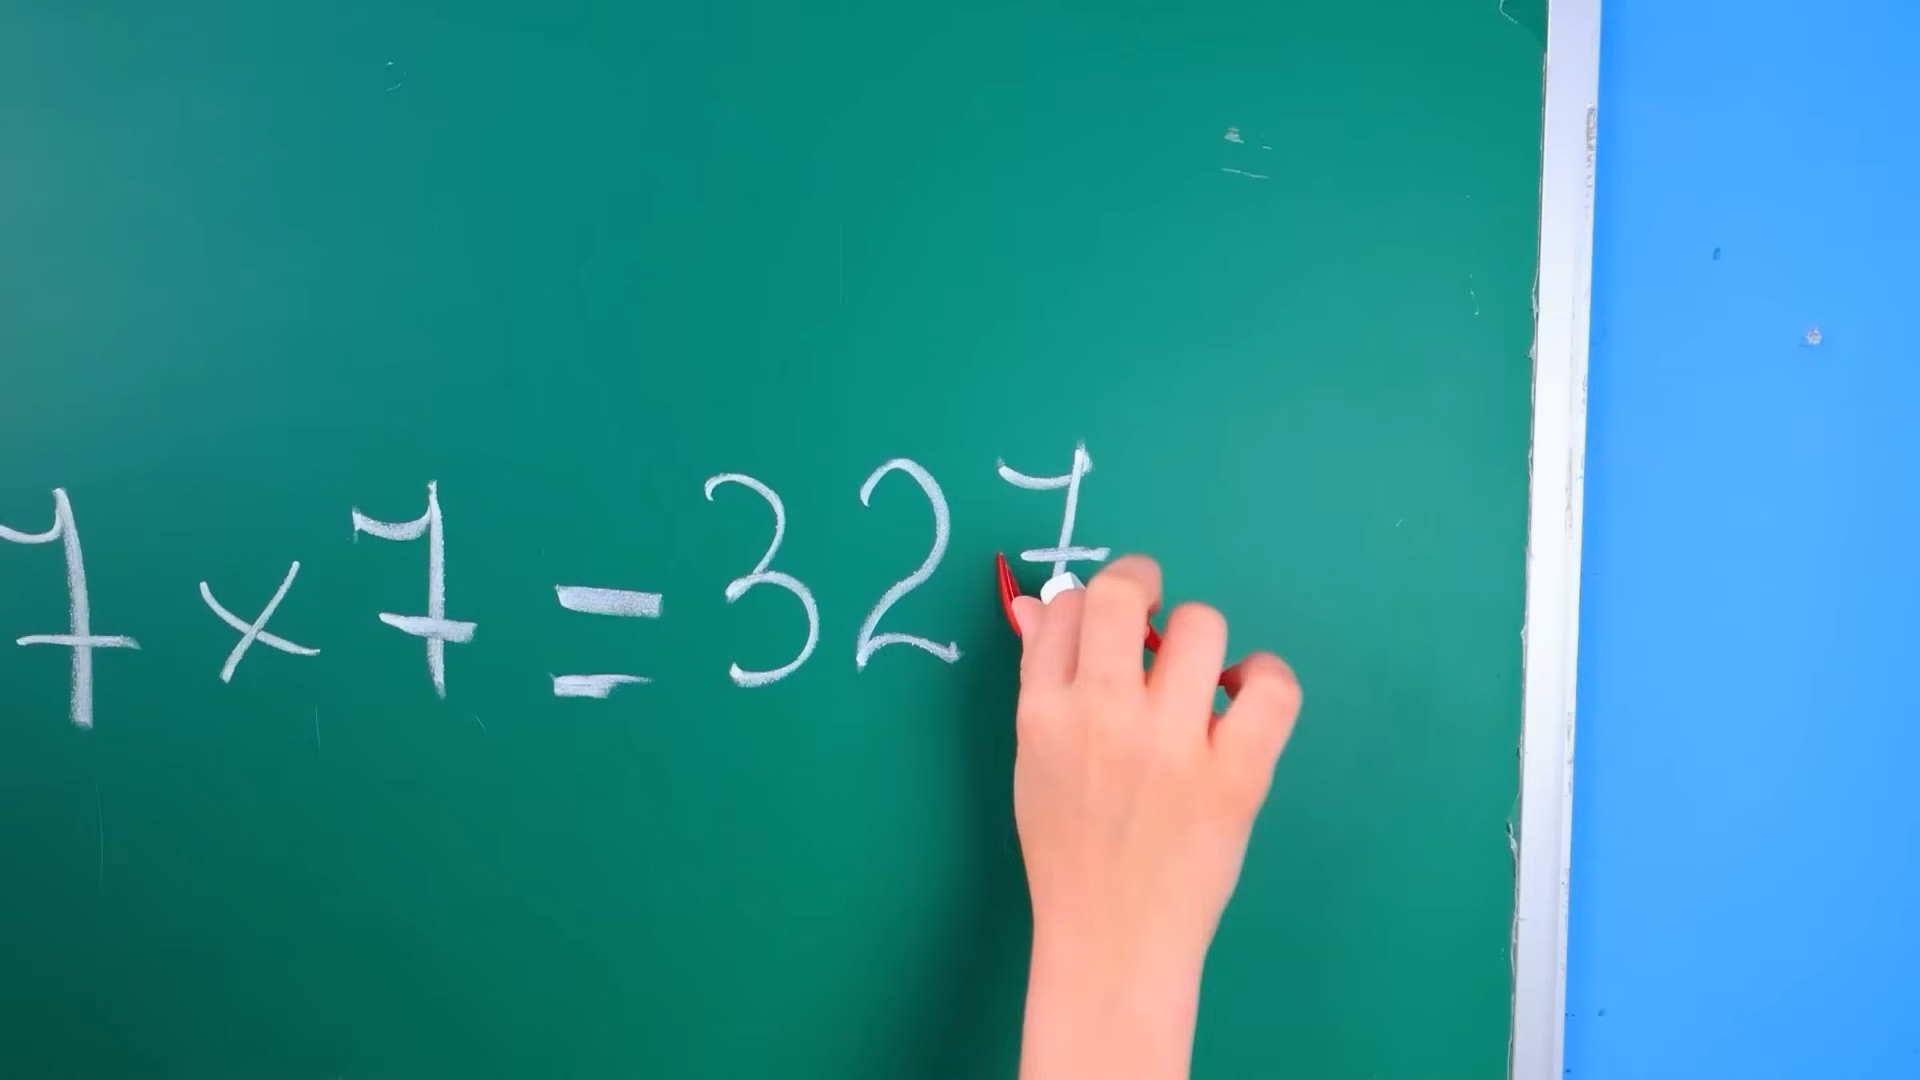 7 × 7 = 327